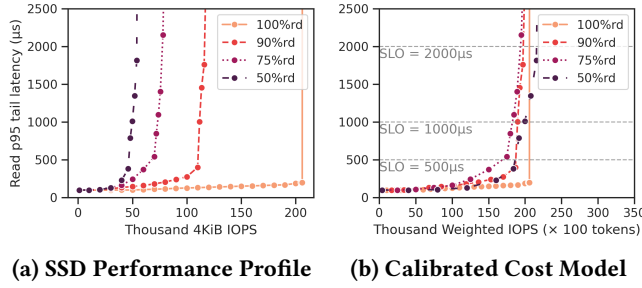 Read p95 tail latency (µs)
2500
2000
1500
1000
500
0
0
50
100
150
200
Thousand 4KiB IOPS
100%rd
90%rd
75%rd
50%rd
(a) SSD Performance Profile
2500
2000
1500
1000
500
0
SLO = 2000µs
SLO = 1000µs
SLO = 500µs
0
50
100
150
200
250
300
350
Thousand Weighted IOPS (× 100 tokens)
100%rd
90%rd
75%rd
50%rd
(b) Calibrated Cost Model